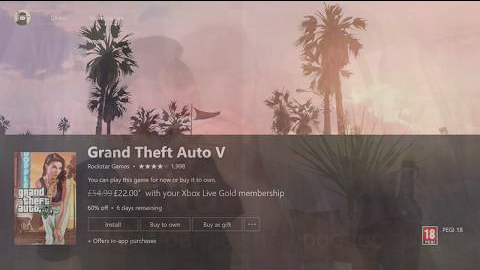 Grand Theft Auto V
Rockstar Games • ★★★★☆ 1,998
You can play this game for now or buy it to own.
£54.99 £22.00+ with your Xbox Live Gold membership
60% off • 6 days remaining
Install
Buy to own
Buy as gift
•••
+ Offers in-app purchases
grand
theft
auto
18
PEGI
PEGI 18